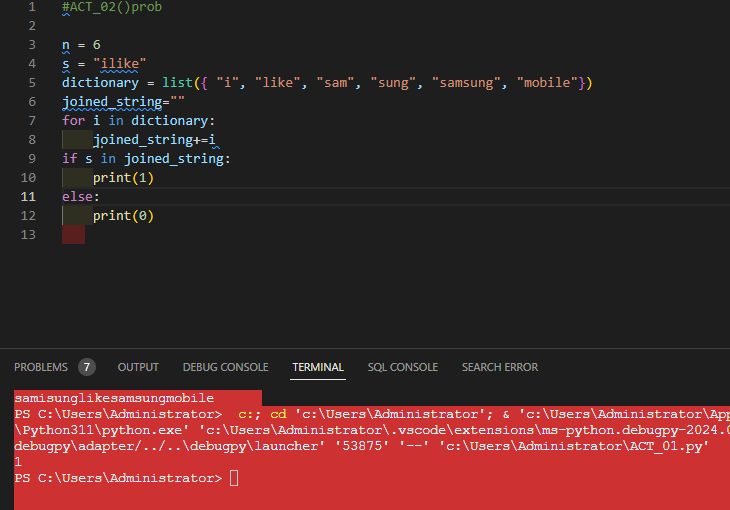 1 #ACT_02()prob
2
3 n = 6
4 s = "ilike"
5 dictionary = list({ "i", "like", "sam", "sung", "samsung", "mobile"})
6 joined_string=""
7 for i in dictionary:
8 joined_string+=i
9 if s in joined_string:
10 print(1)
11 else:
12 print(0)
13
PROBLEMS 7 OUTPUT DEBUG CONSOLE TERMINAL SQL CONSOLE SEARCH ERROR
samisunglikesamsungmobile
PS C:\Users\Administrator> c:; cd 'c:\Users\Administrator'; & 'c:\Users\Administrator\App
\Python311\python.exe' 'c:\Users\Administrator\.vscode\extensions\ms-python.debugpy-2024.0
debugpy\adapter/../..\debugpy\launcher' '53875' '--' 'c:\Users\Administrator\ACT_01.py'
1
PS C:\Users\Administrator>